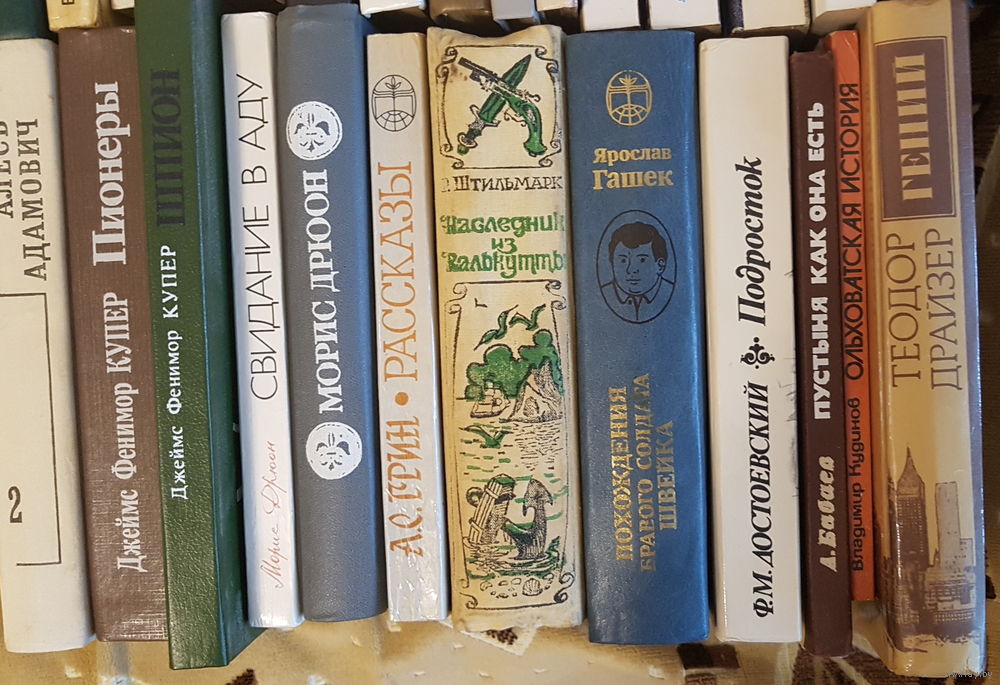 АЛЕСЬ
АДАМОВИЧ
2
Джеймс Фенимор КУПЕР Пионеры
Джеймс Фенимор КУПЕР ШПИОН
Морис Дрюон СВИДАНИЕ В АДУ
МОРИС ДРЮОН
А.С.ГРИН • РАССКАЗЫ
Р. ШТИЛЬМАРК
Наследник
из
Калькутты
Ярослав
Гашек
ПОХОЖДЕНИЯ
БРАВОГО СОЛДАТА
ШВЕЙКА
Ф.М.ДОСТОЕВСКИЙ Подросток
Д. Бабаев ПУСТЫНЯ КАК ОНА ЕСТЬ
Владимир Кудинов ОЛЬХОВАТСКАЯ ИСТОРИЯ
ТЕОДОР
ДРАЙЗЕР
ГЕНИЙ